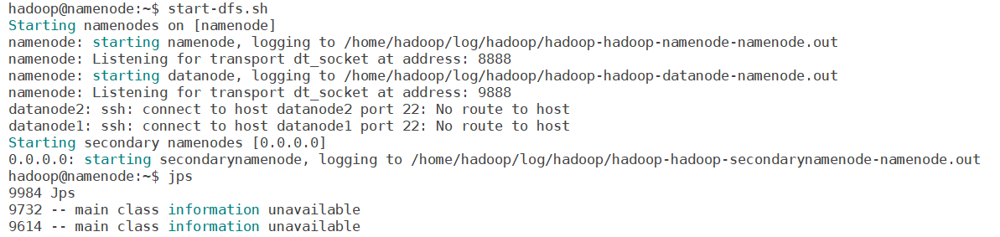 hadoop@namenode:~$ start-dfs.sh
Starting namenodes on [namenode]
namenode: starting namenode, logging to /home/hadoop/log/hadoop/hadoop-hadoop-namenode-namenode.out
namenode: Listening for transport dt_socket at address: 8888
namenode: starting datanode, logging to /home/hadoop/log/hadoop/hadoop-hadoop-datanode-namenode.out
namenode: Listening for transport dt_socket at address: 9888
datanode2: ssh: connect to host datanode2 port 22: No route to host
datanode1: ssh: connect to host datanode1 port 22: No route to host
Starting secondary namenodes [0.0.0.0]
0.0.0.0: starting secondarynamenode, logging to /home/hadoop/log/hadoop/hadoop-hadoop-secondarynamenode-namenode.out
hadoop@namenode:~$ jps
9984 Jps
9732 -- main class information unavailable
9614 -- main class information unavailable